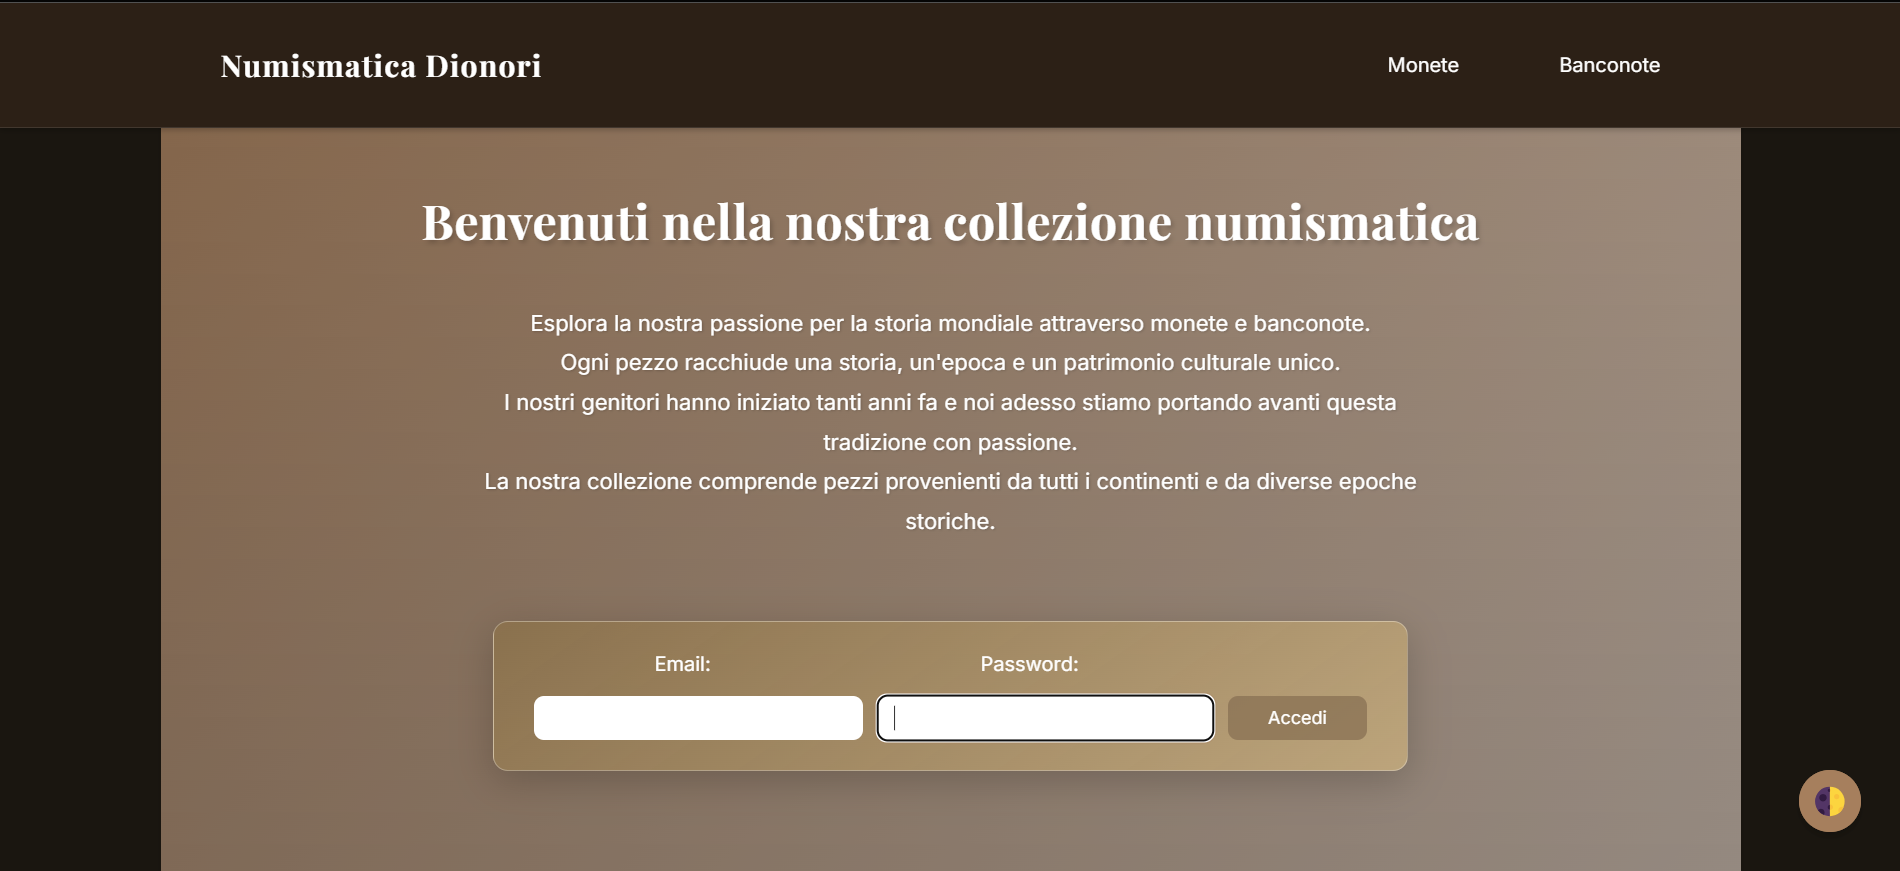 Numismatica Dionori
Monete
Banconote
Benvenuti nella nostra collezione numismatica
Esplora la nostra passione per la storia mondiale attraverso monete e banconote.
Ogni pezzo racchiude una storia, un'epoca e un patrimonio culturale unico.
I nostri genitori hanno iniziato tanti anni fa e noi adesso stiamo portando avanti questa
tradizione con passione.
La nostra collezione comprende pezzi provenienti da tutti i continenti e da diverse epoche
storiche.
Email:
Password:
Accedi